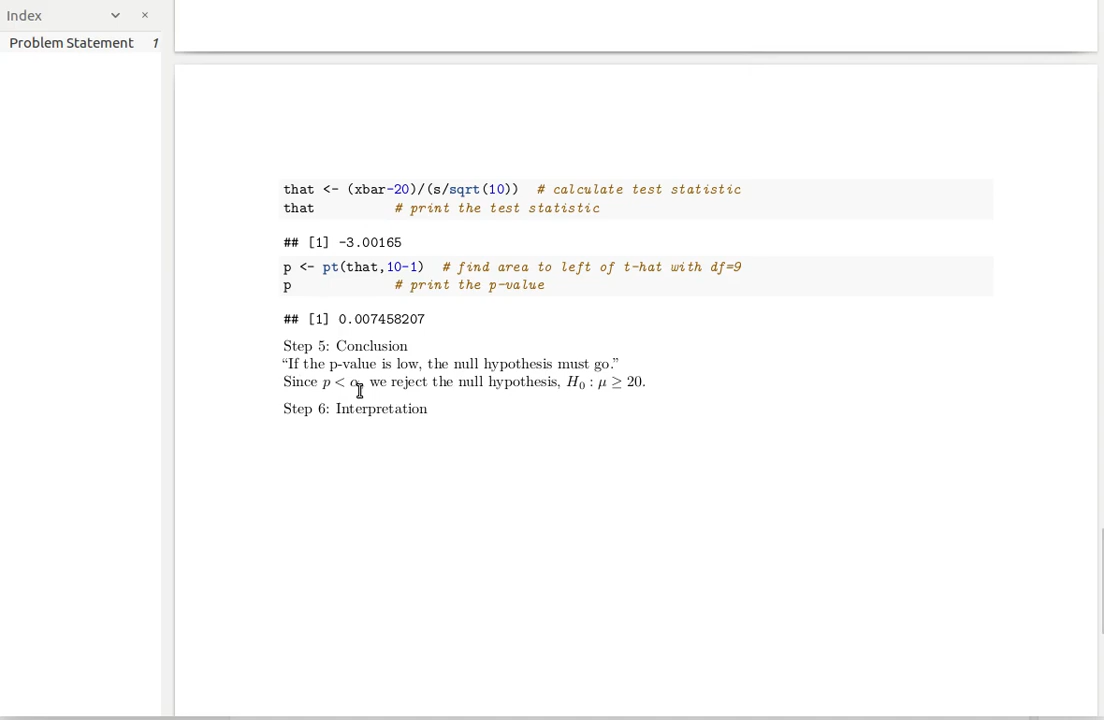 Index
Problem Statement 1
that <- (xbar-20)/(s/sqrt(10)) # calculate test statistic
that # print the test statistic
## [1] -3.00165
p <- pt(that,10-1) # find area to left of t-hat with df=9
p # print the p-value
## [1] 0.007458207
Step 5: Conclusion
“If the p-value is low, the null hypothesis must go.”
Since p < α, we reject the null hypothesis, H₀ : μ ≥ 20.
Step 6: Interpretation